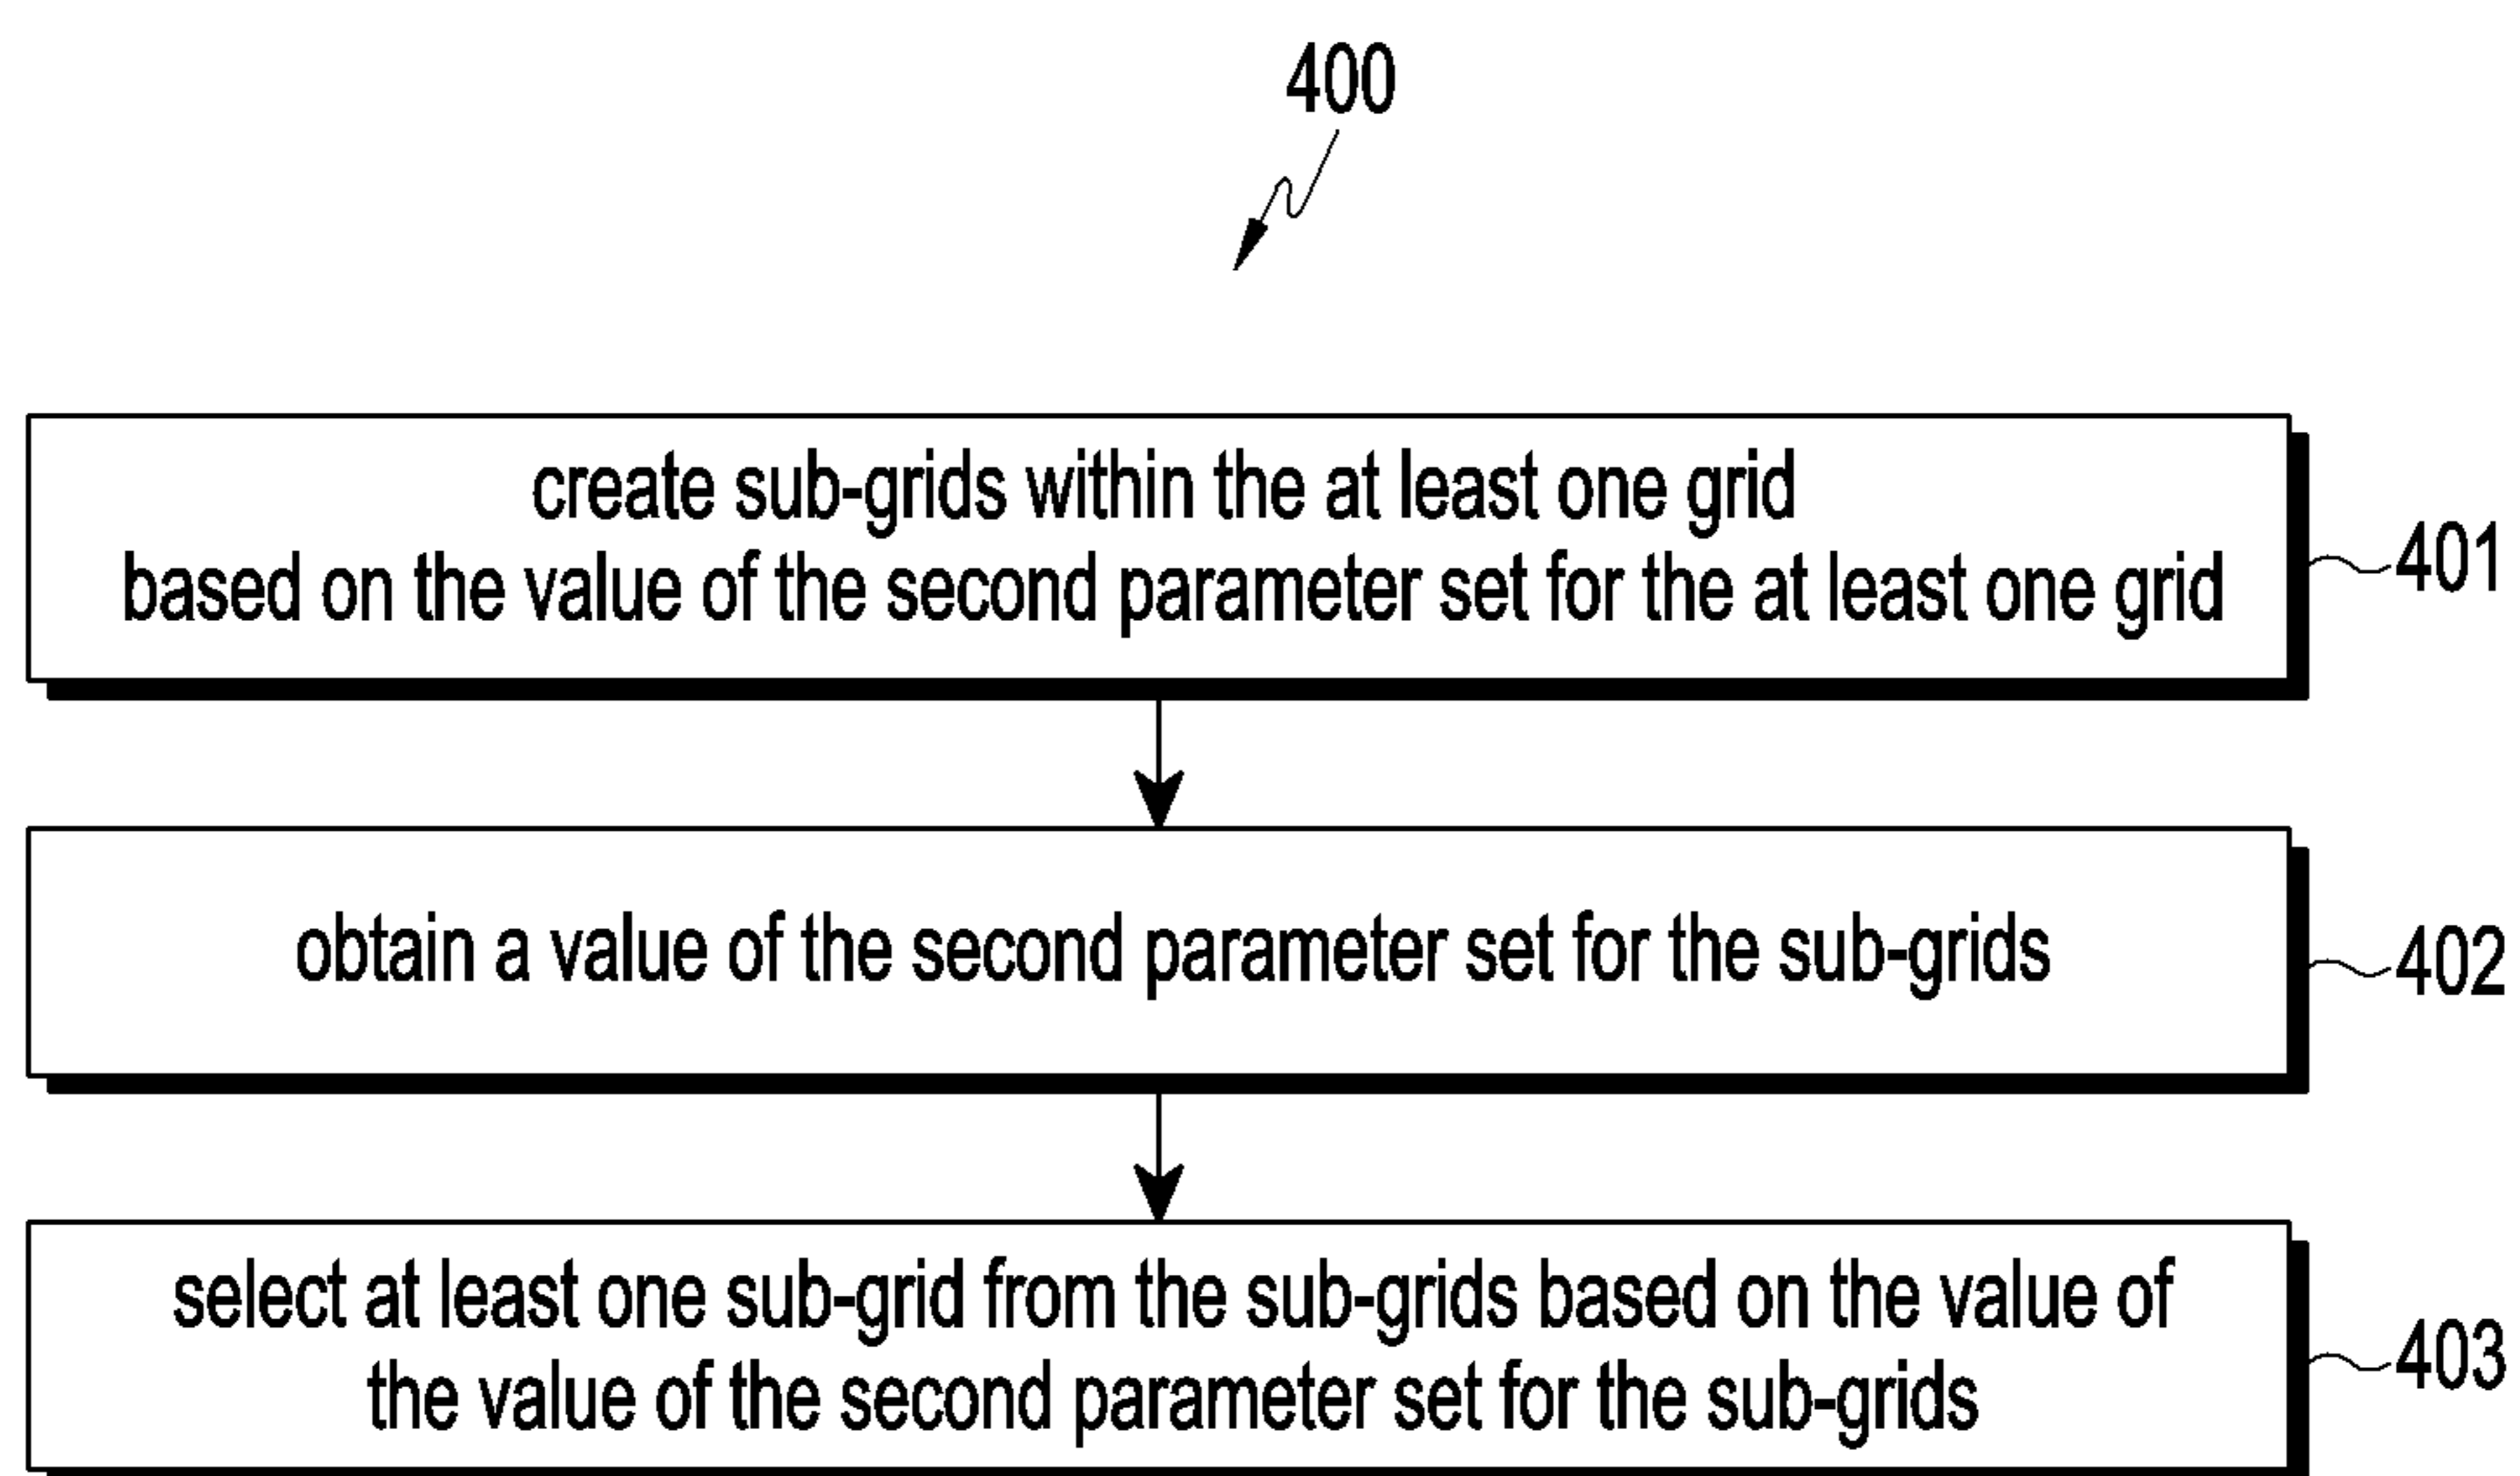 400
create sub-grids within the at least one grid
based on the value of the second parameter set for the at least one grid
401
obtain a value of the second parameter set for the sub-grids
402
select at least one sub-grid from the sub-grids based on the value of
the value of the second parameter set for the sub-grids
403